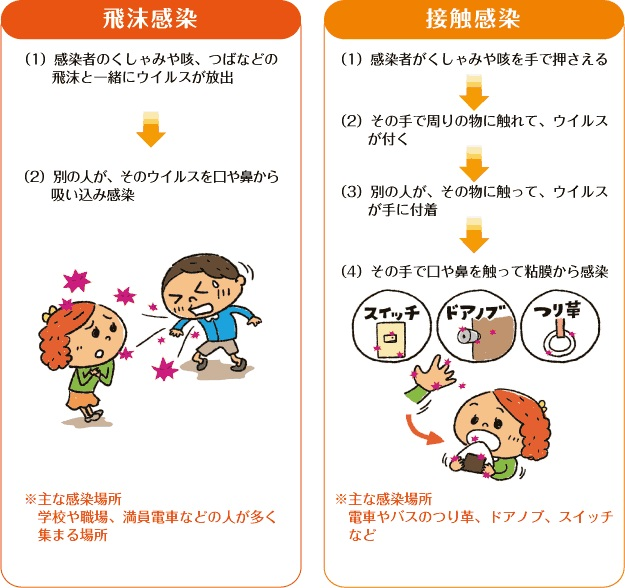 飛沫感染
（1）感染者のくしゃみや咳、つばなどの
飛沫と一緒にウイルスが放出
（2）別の人が、そのウイルスを口や鼻から
吸い込み感染
※主な感染場所
学校や職場、満員電車などの人が多く
集まる場所
接触感染
（1）感染者がくしゃみや咳を手で押さえる
（2）その手で周りの物に触れて、ウイルス
が付く
（3）別の人が、その物に触って、ウイルス
が手に付着
（4）その手で口や鼻を触って粘膜から感染
スイッチ
ドアノブ
つり革
※主な感染場所
電車やバスのつり革、ドアノブ、スイッチ
など